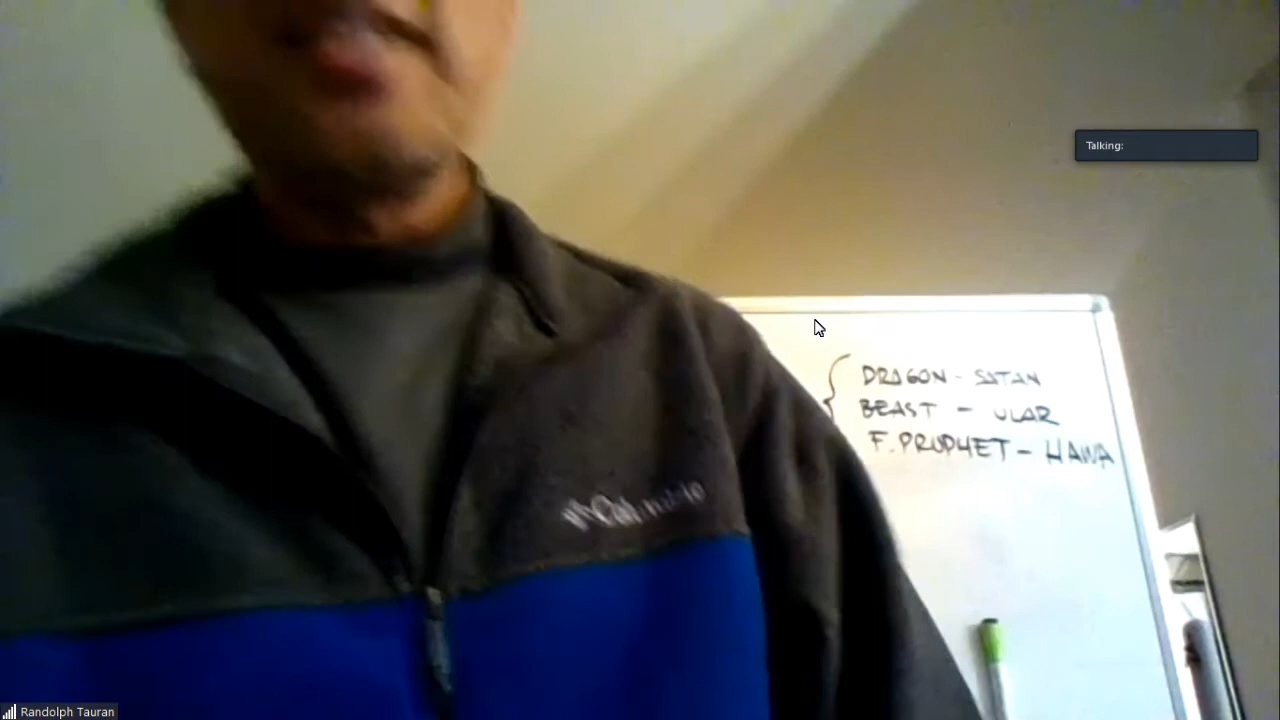 Talking:
DRAGON - SATAN
BEAST - ULAR
F. PROPHET - HAWA
Columbia
Randolph Tauran